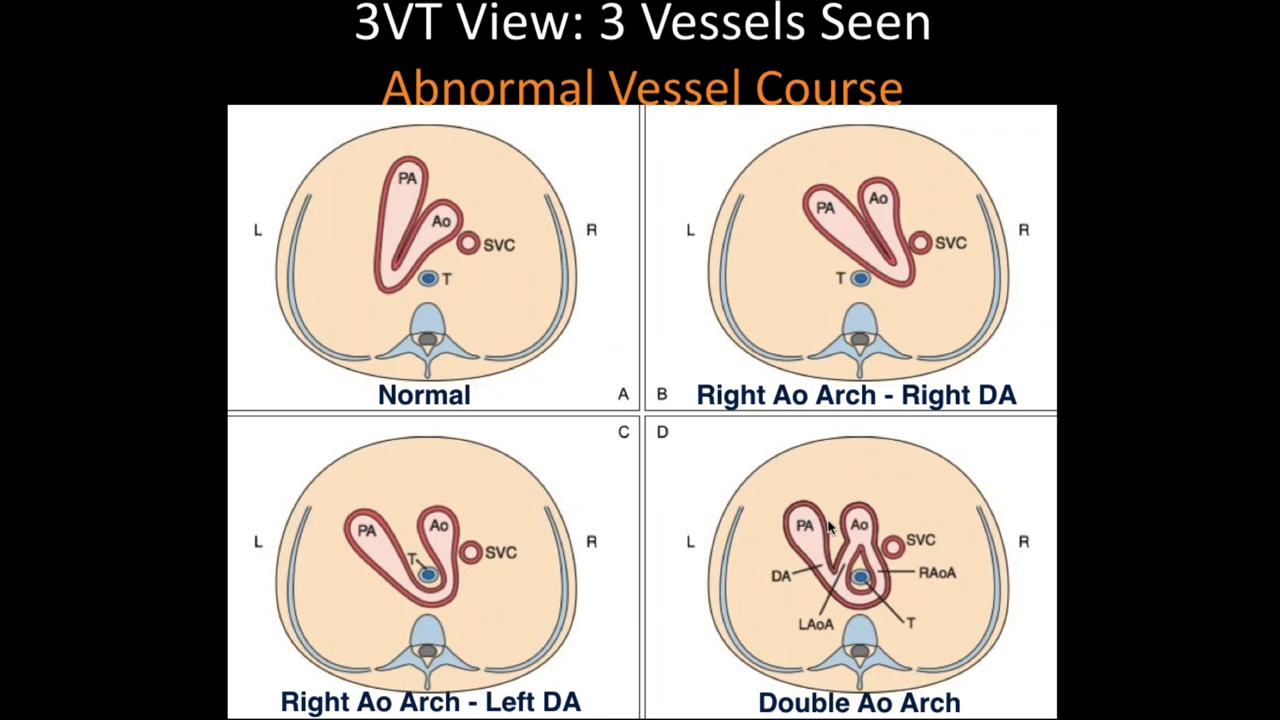 3VT View: 3 Vessels Seen
Abnormal Vessel Course
PA
Ao
L
R
SVC
T
Normal
A
PA
Ao
L
R
SVC
T
B
Right Ao Arch - Right DA
C
PA
Ao
L
R
T
SVC
Right Ao Arch - Left DA
D
PA
Ao
L
R
SVC
DA
RAoA
LAoA
T
Double Ao Arch